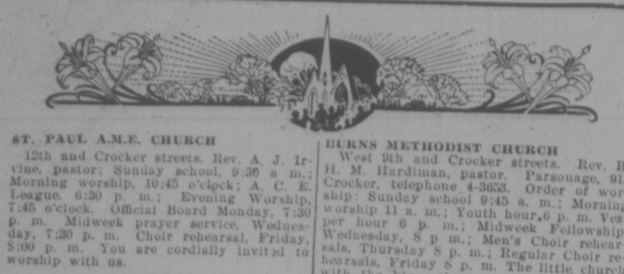 ST. PAUL A.M.E. CHURCH
12th and Crocker streets. Rev. A. J. Ir-
vine, pastor; Sunday school, 9:30 a m.;
Morning worship, 10:45 o'clock; A. C. E.
League, 6:30 p. m.; Evening Worship,
7:45 o'clock. Official Board Monday, 7:30
p. m. Midweek prayer service, Wednes-
day, 7:30 p. m. Choir rehearsal, Friday,
8:00 p. m. You are cordially invited to
worship with us.
BURNS METHODIST CHURCH
West 9th and Crocker streets. Rev.
H. M. Hardiman, pastor. Parsonage, 91
Crocker, telephone 4-3653. Order of wor-
ship: Sunday school 9:45 a. m.; Morning
worship 11 a. m.; Youth hour 6 p. m. Ves
per hour 6 p. m.; Midweek Fellowship
Wednesday, 8 p m.; Men's Choir rehear
sals, Thursday 8 p. m.; Regular Choir re
hearsals, Friday 8 p. m. The little church
with the